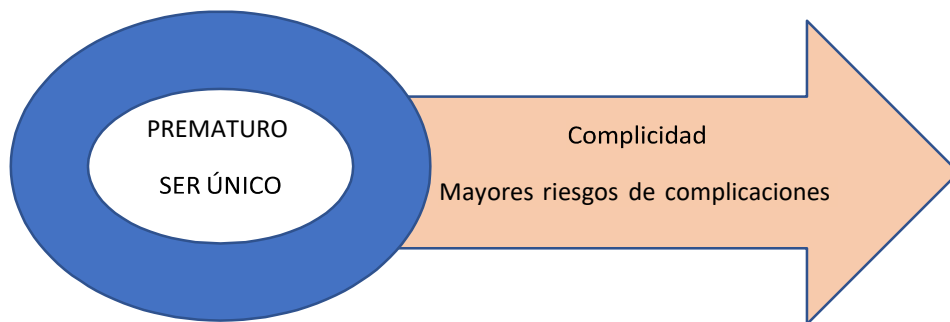 PREMATURO
SER ÚNICO
Complicidad
Mayores riesgos de complicaciones